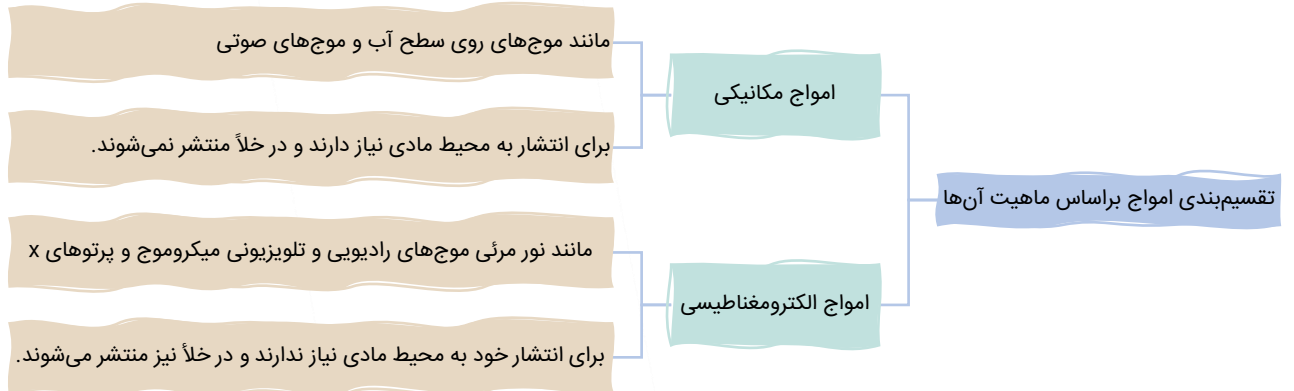 تقسیم‌بندی امواج براساس ماهیت آن‌ها
امواج مکانیکی
مانند موج‌های روی سطح آب و موج‌های صوتی
برای انتشار به محیط مادی نیاز دارند و در خلأً منتشر نمی‌شوند.
امواج الکترومغناطیسی
مانند نور مرئی موج‌های رادیویی و تلویزیونی میکروموج و پرتوهای x
برای انتشار خود به محیط مادی نیاز ندارند و در خلأ نیز منتشر می‌شوند.